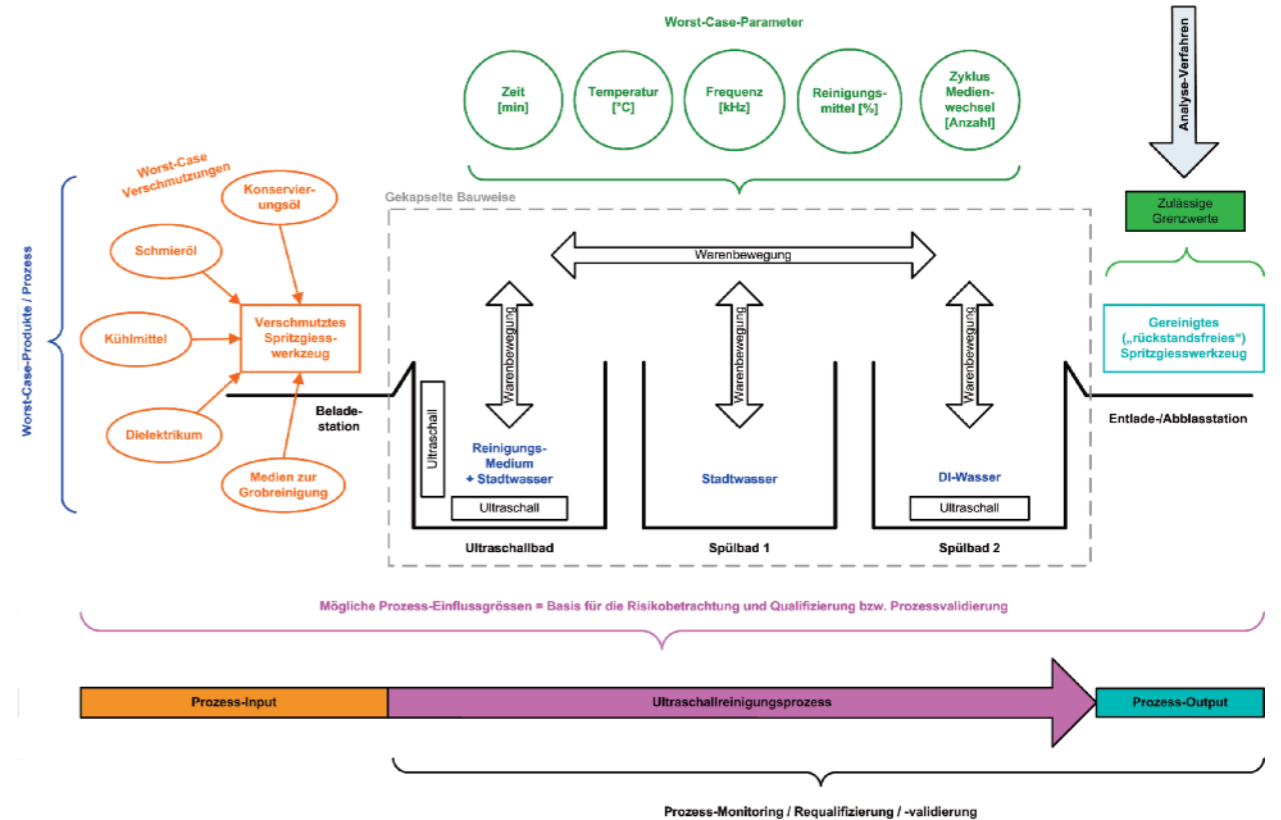 Worst-Case-Parameter
Zeit
[min]
Temperatur
[°C]
Frequenz
[kHz]
Reinigungs-
mittel [%]
Zyklus
Medien-
wechsel
[Anzahl]
Analyse-Verfahren
Zulässige
Grenzwerte
Worst-Case-Produkte / Prozess
Worst-Case
Verschmutzungen
Konservier-
ungsöl
Schmieröl
Kühlmittel
Dielektrikum
Medien zur
Grobreinigung
Verschmutztes
Spritzgiess-
werkzeug
Belade-
station
Gekapselte Bauweise
Warenbewegung
Warenbewegung
Warenbewegung
Warenbewegung
Ultraschall
Reinigungs-
Medium
+ Stadtwasser
Ultraschall
Ultraschallbad
Stadtwasser
Spülbad 1
DI-Wasser
Ultraschall
Spülbad 2
Gereinigtes
(„rückstandsfreies“)
Spritzgiesswerkzeug
Entlade-/Abblasstation
Mögliche Prozess-Einflussgrössen = Basis für die Risikobetrachtung und Qualifizierung bzw. Prozessvalidierung
Prozess-Input
Ultraschallreinigungsprozess
Prozess-Output
Prozess-Monitoring / Requalifizierung / -validierung